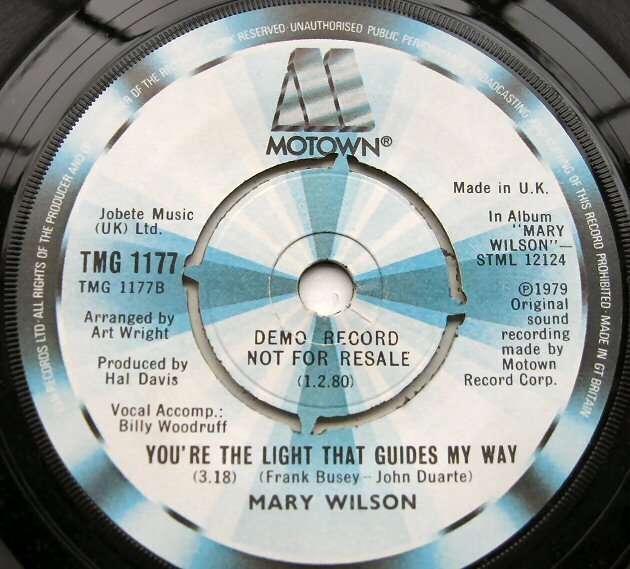 RESERVED · UNAUTHORISED PUBLIC PERFORMANCE
BROADCASTING AND
OF THIS RECORD PROHIBITED · MADE IN GT BRITAIN
RECORDS LTD · ALL RIGHTS OF THE PRODUCER AND
OF THE
MOTOWN®
Made in U.K.
Jobete Music
(UK) Ltd.
In Album
"MARY
WILSON"—
STML 12124
TMG 1177
TMG 1177B
℗1979
Original
sound
recording
made by
Motown
Record Corp.
Arranged by
Art Wright
DEMO RECORD
NOT FOR RESALE
(1.2.80)
Produced by
Hal Davis
Vocal Accomp.:
Billy Woodruff
YOU'RE THE LIGHT THAT GUIDES MY WAY
(3.18) (Frank Busey – John Duarte)
MARY WILSON